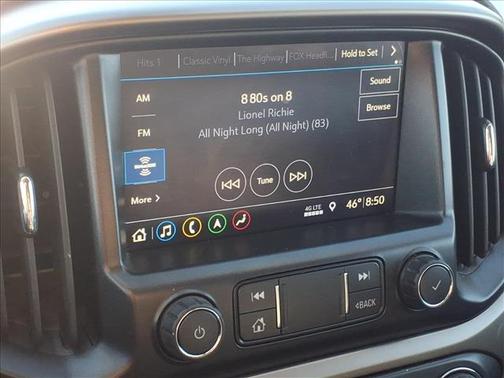 Hits 1 Classic Vinyl The Highway FOX Headli... Hold to Set
AM
8 80s on 8
Sound
Lionel Richie
Browse
FM
All Night Long (All Night) (83)
Tune
More
4G LTE
46° 8:50
<BACK